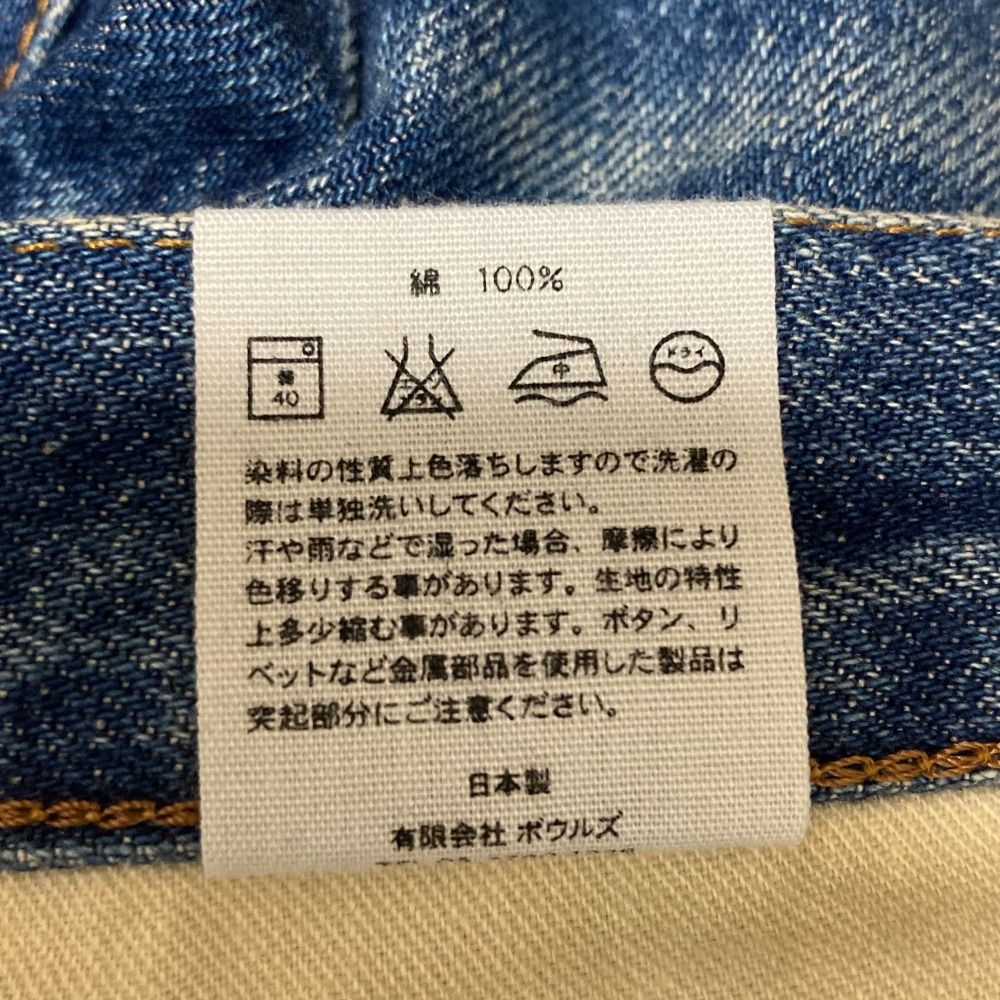 綿 100%
40 中 ドライ
染料の性質上色落ちしますので洗濯の
際は単独洗いしてください。
汗や雨などで湿った場合、摩擦により
色移りする事があります。生地の特性
上多少縮む事があります。ボタン、リ
ベットなど金属部品を使用した製品は
突起部分にご注意ください。
日本製
有限会社 ボウルズ